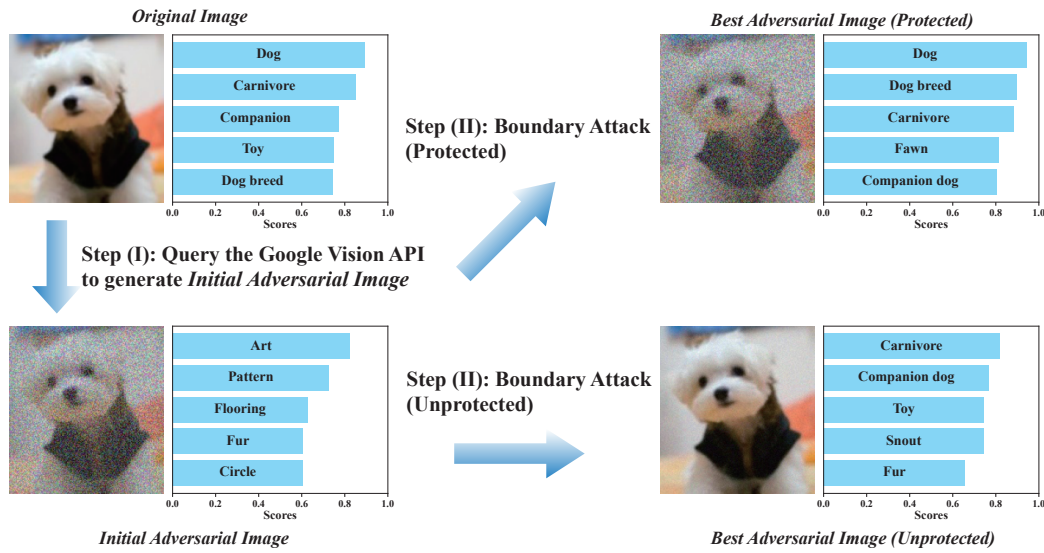 Original Image
Dog
Carnivore
Companion
Toy
Dog breed
0.0 0.2 0.4 0.6 0.8 1.0
Scores
Best Adversarial Image (Protected)
Dog
Dog breed
Carnivore
Fawn
Companion dog
0.0 0.2 0.4 0.6 0.8 1.0
Scores
Step (II): Boundary Attack
(Protected)
Step (I): Query the Google Vision API
to generate Initial Adversarial Image
Art
Pattern
Flooring
Fur
Circle
0.0 0.2 0.4 0.6 0.8 1.0
Scores
Initial Adversarial Image
Step (II): Boundary Attack
(Unprotected)
Carnivore
Companion dog
Toy
Snout
Fur
0.0 0.2 0.4 0.6 0.8 1.0
Scores
Best Adversarial Image (Unprotected)